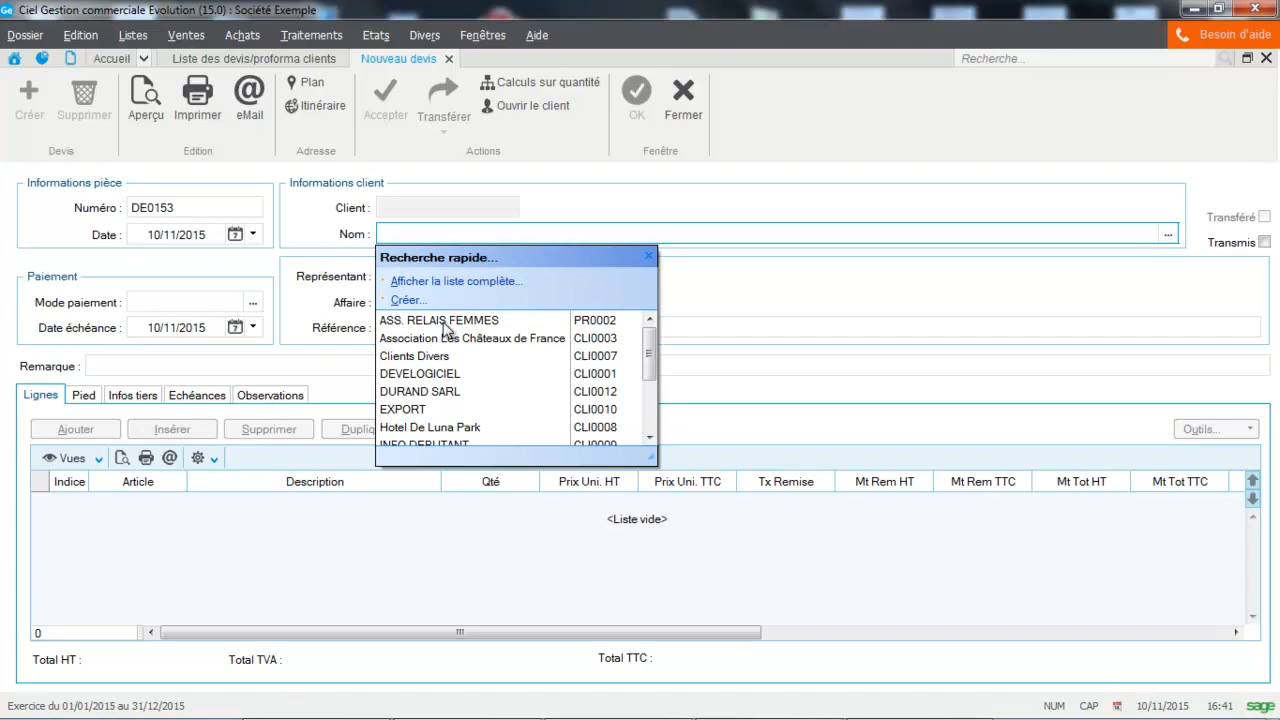 Ge Ciel Gestion commerciale Evolution (15.0) : Société Exemple
Dossier Edition Listes Ventes Achats Traitements Etats Divers Fenêtres Aide Besoin d'aide
Accueil Liste des devis/proforma clients Nouveau devis Recherche...
Créer Supprimer Aperçu Imprimer eMail Plan Itinéraire Accepter Transférer Calculs sur quantité Ouvrir le client OK Fermer
Devis Edition Adresse Actions Fenêtre
Informations pièce Informations client
Numéro : DE0153 Client : Transféré
Date : 10/11/2015 7 Nom : ... Transmis
Recherche rapide...
Paiement Représentant : Afficher la liste complète...
Mode paiement : ... Affaire : Créer...
Date échéance : 10/11/2015 7 Référence : ASS. RELAIS FEMMES PR0002
Association Les Châteaux de France CLI0003
Clients Divers CLI0007
Remarque : DEVELOGICIEL CLI0001
Lignes Pied Infos tiers Echéances Observations DURAND SARL CLI0012
EXPORT CLI0010
Ajouter Insérer Supprimer Dupliq Hotel De Luna Park CLI0008 Outils...
INFO DEBUTANT CLI0009
Vues
Indice Article Description Qté Prix Uni. HT Prix Uni. TTC Tx Remise Mt Rem HT Mt Rem TTC Mt Tot HT Mt Tot TTC
<Liste vide>
0
Total HT : Total TVA : Total TTC :
Exercice du 01/01/2015 au 31/12/2015 NUM CAP 10/11/2015 16:41 sage